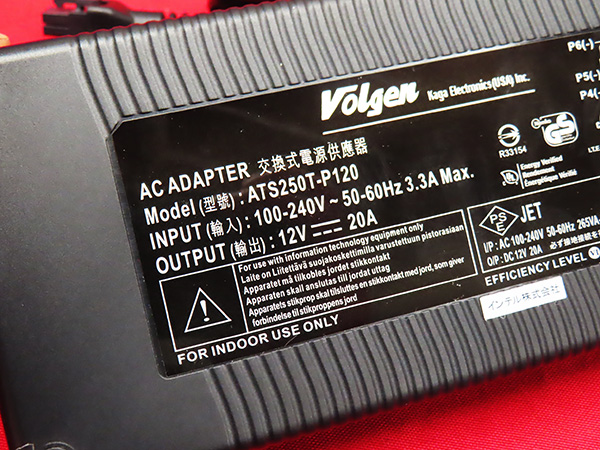 Volgen Kaga Electronics(USA) Inc.
P6(-)
P5(-)
P4(-)
AC ADAPTER 交換式電源供應器
Model (型號) : ATS250T-P120
INPUT (輸入) : 100-240V ~ 50-60Hz 3.3A Max.
OUTPUT (輸出) : 12V 20A
For use with information technology equipment only
Laite on Liitettävä suojakoskettimilla varustettuun pistorasiaan
Apparatet må tilkobles jordet stikkontakt
Apparaten skall anslutas till jordat uttag
Apparatets stikprop skal tilsluttes en stikkontakt med jord, som giver
forbindelse til stikproppens jord
FOR INDOOR USE ONLY
R33154
PSE
JET
I/P: AC 100-240V 50-60Hz 265VA
O/P: DC 12V 20A
EFFICIENCY LEVEL
インテル株式会社